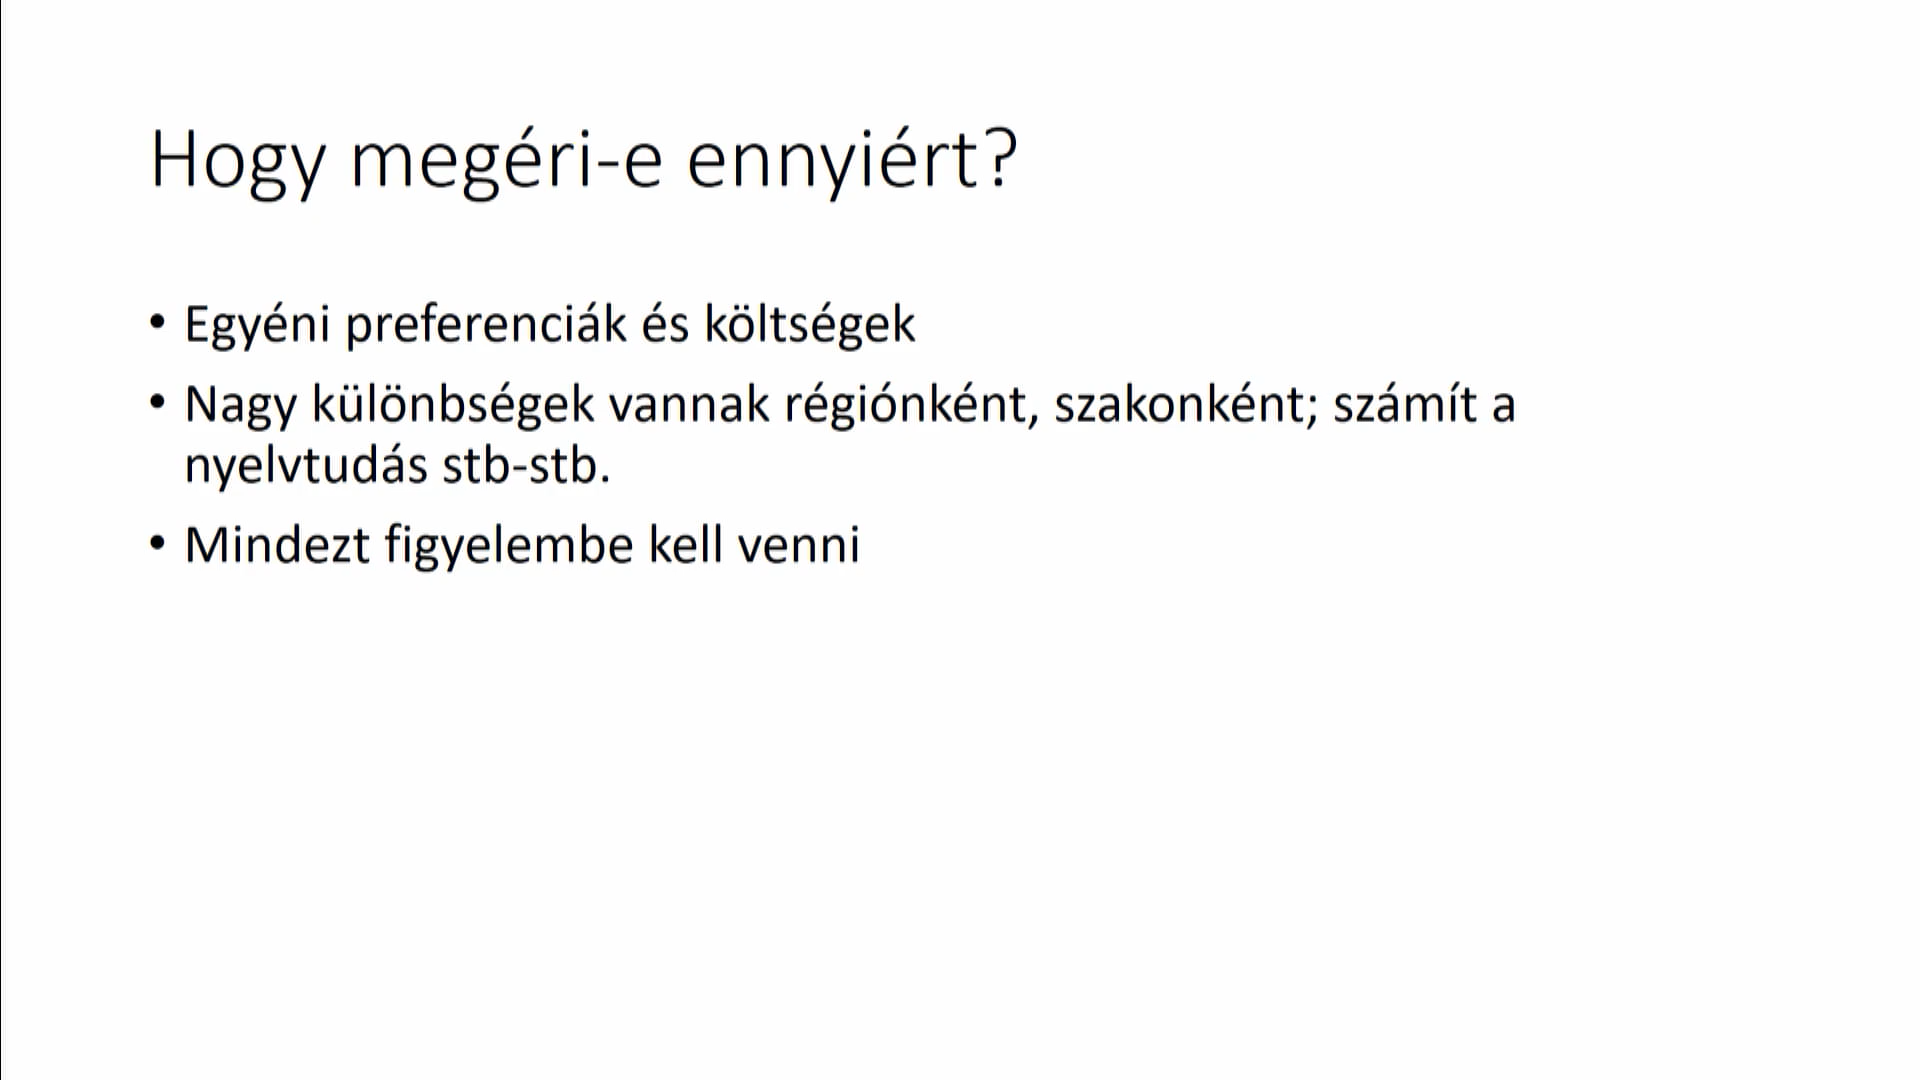 Hogy megéri-e ennyiért?
• Egyéni preferenciák és költségek
• Nagy különbségek vannak régiónként, szakonként; számít a
nyelvtudás stb-stb.
• Mindezt figyelembe kell venni